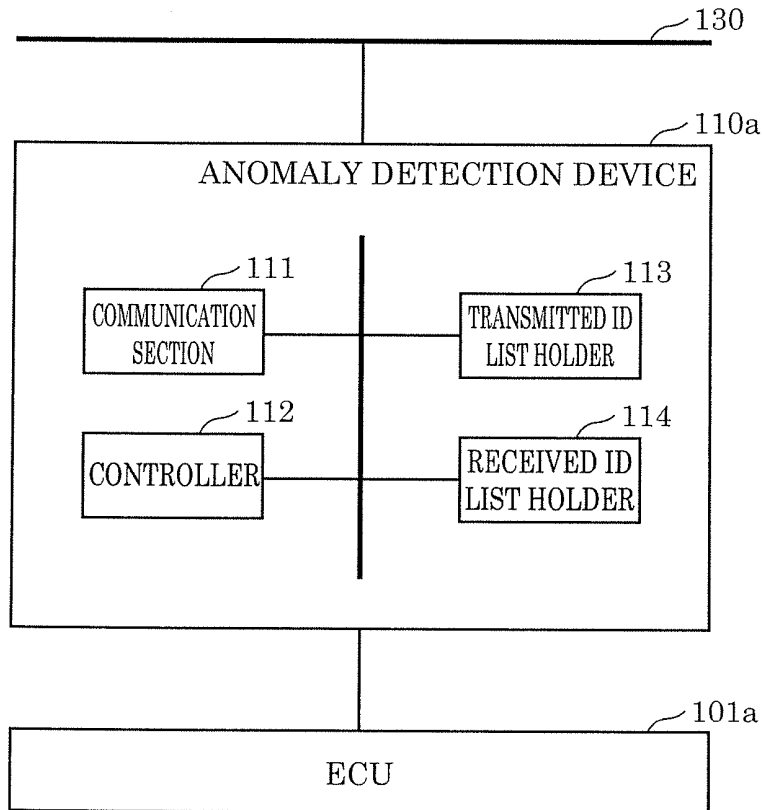 130
110a
ANOMALY DETECTION DEVICE
111
COMMUNICATION
SECTION
113
TRANSMITTED ID
LIST HOLDER
112
CONTROLLER
114
RECEIVED ID
LIST HOLDER
101a
ECU